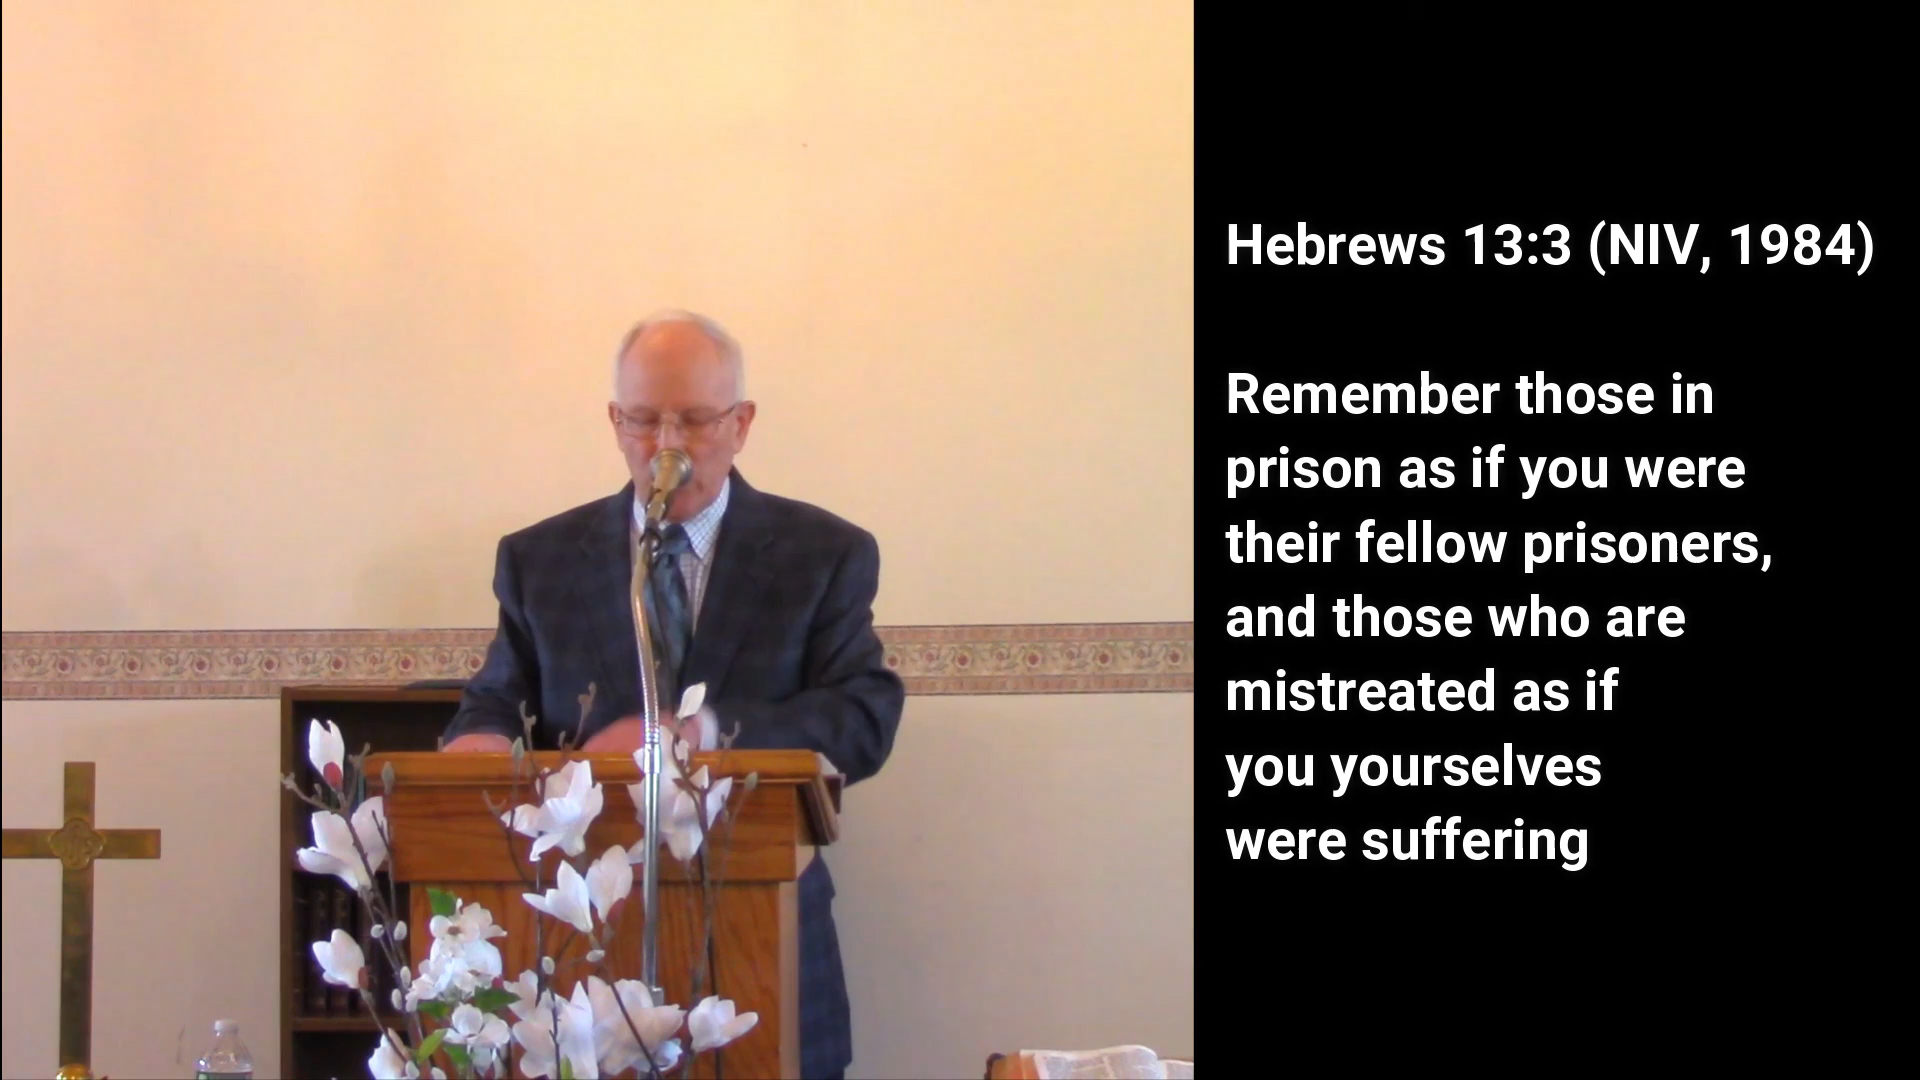 Hebrews 13:3 (NIV, 1984)
Remember those in
prison as if you were
their fellow prisoners,
and those who are
mistreated as if
you yourselves
were suffering